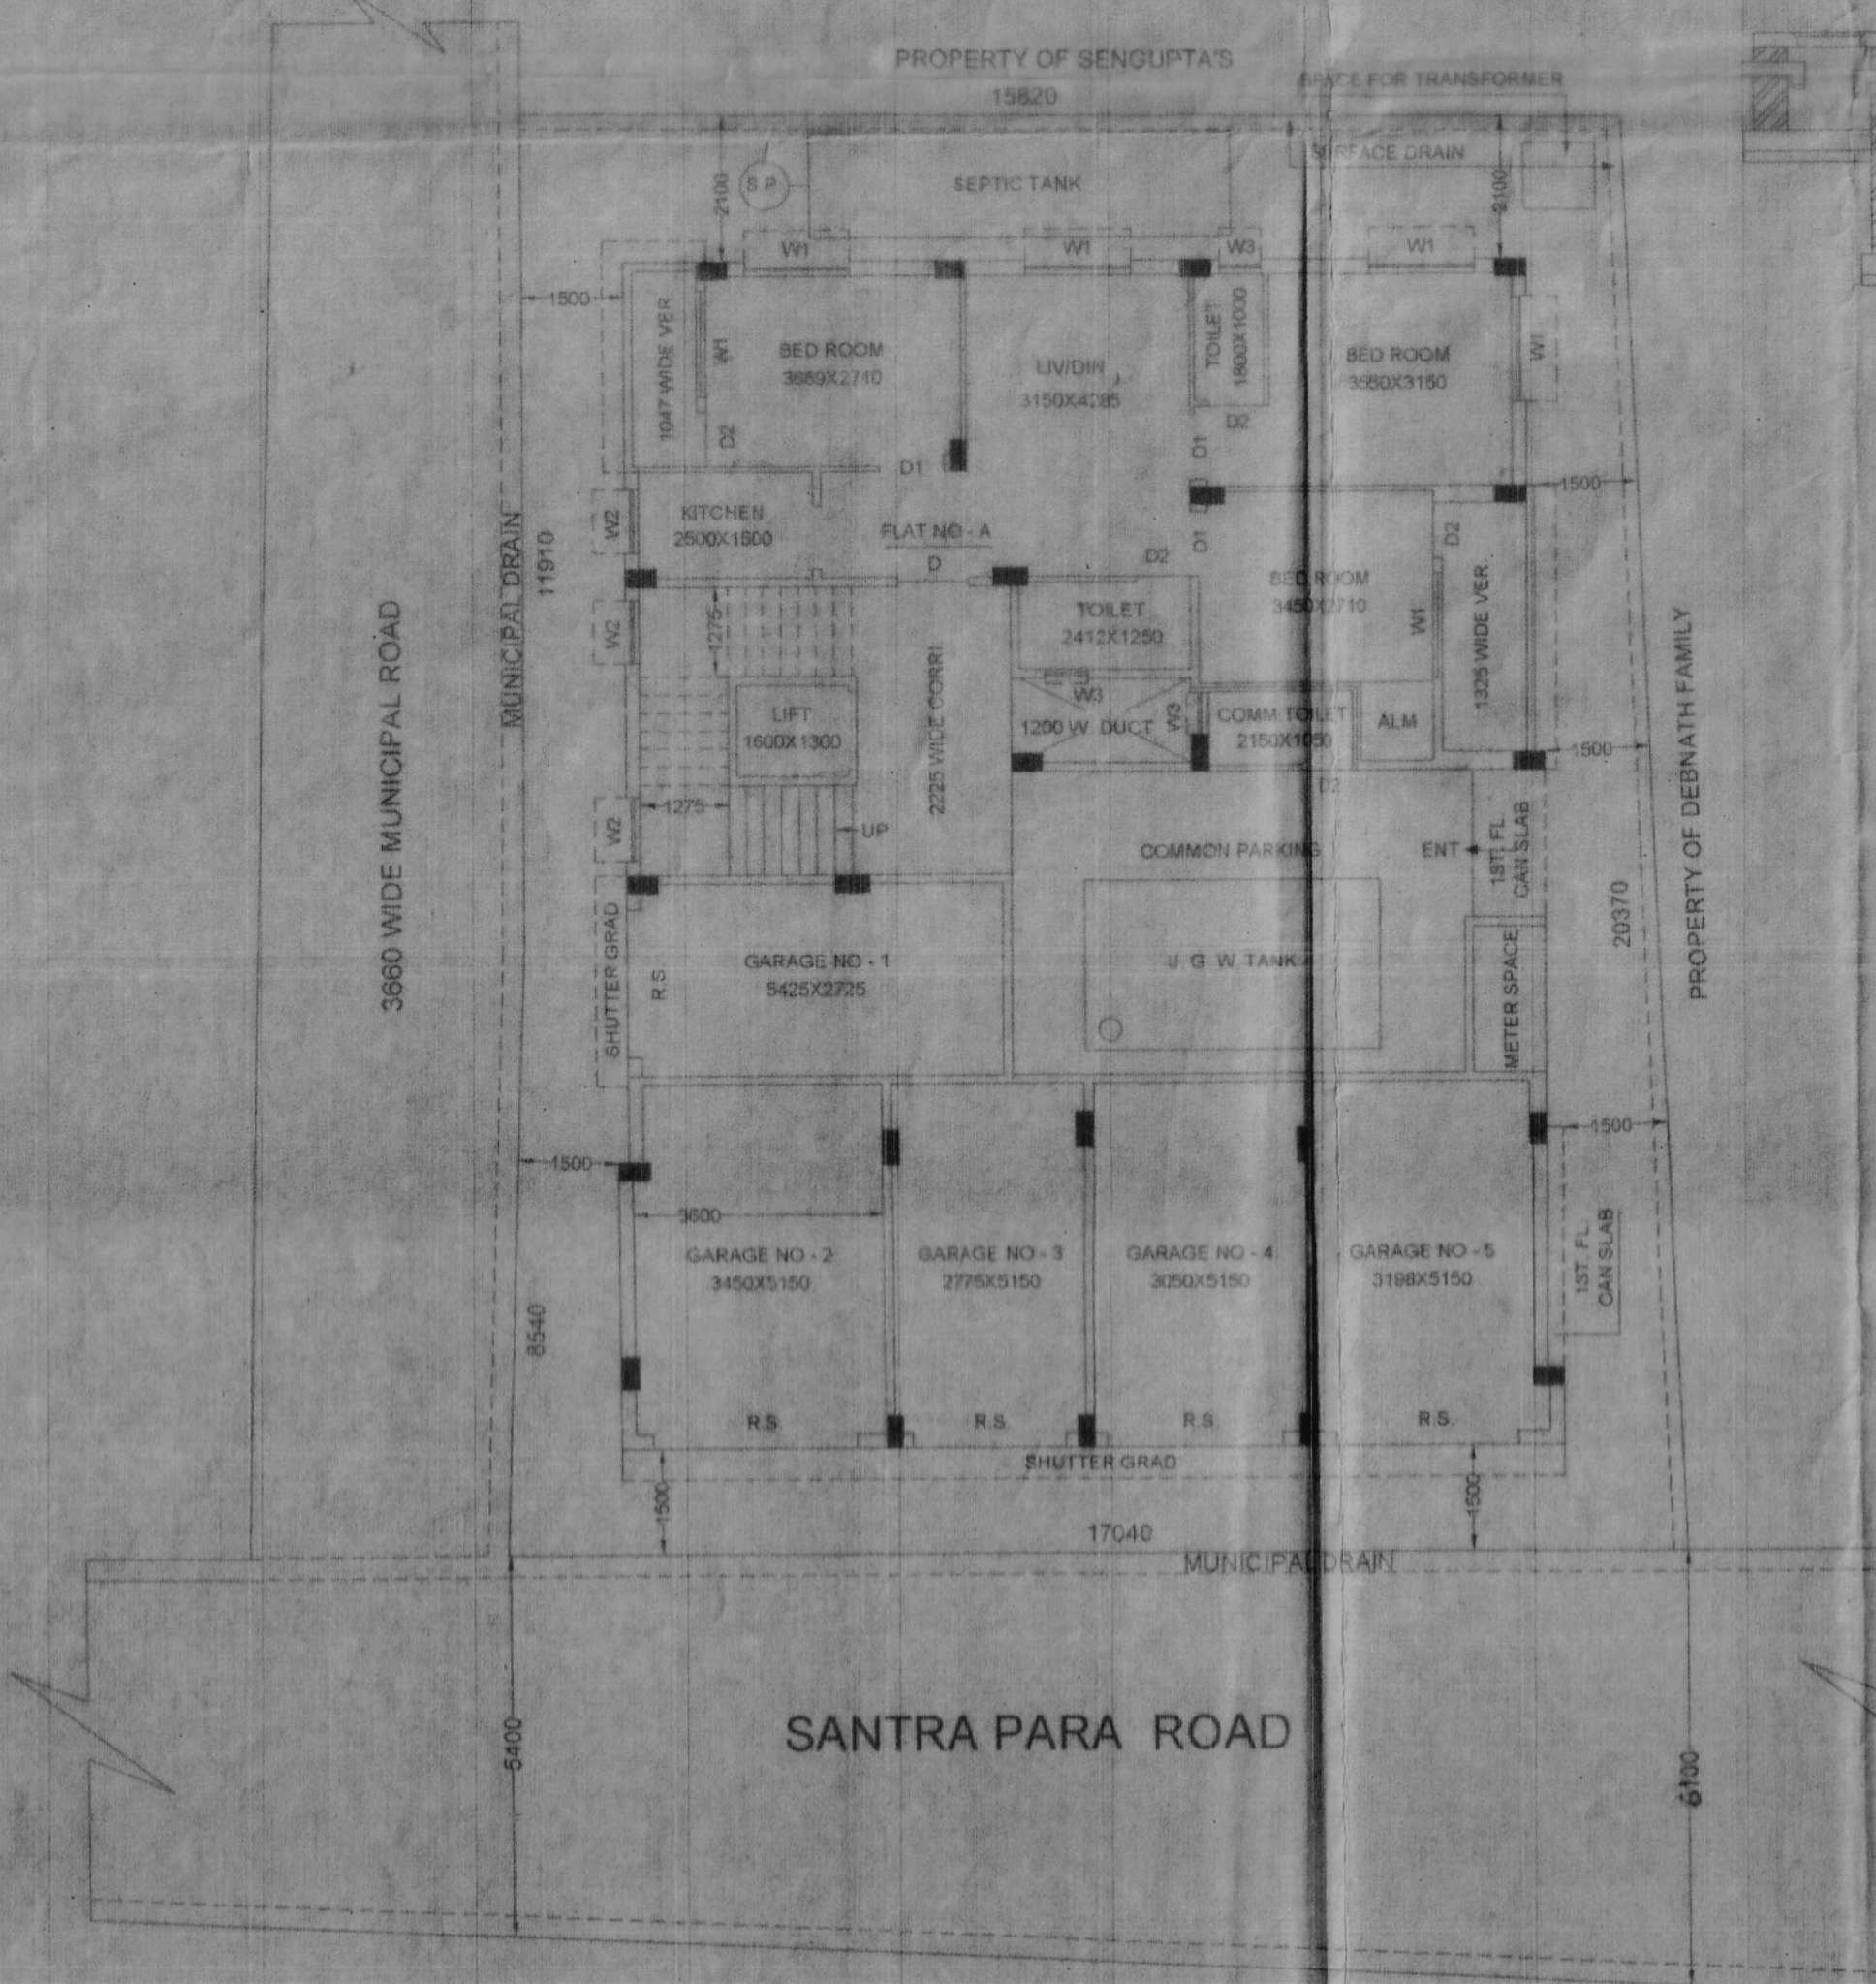 PROPERTY OF SENGUPTA'S
15820
SPACE FOR TRANSFORMER
SURFACE DRAIN
2100
S.P
SEPTIC TANK
2100
W1
W1
W3
W1
1500
1047 WIDE VER
W1
D2
BED ROOM
3689X2710
LIV/DIN
3150X4285
TOILET
1800X1000
D2
D1
BED ROOM
W1
D1
1500
KITCHEN
2500X1500
FLAT NO - A
D
W2
D2
D1
BED ROOM
3450X2710
D2
W1
1325 WIDE VER.
MUNICIPAL DRAIN
11910
3660 WIDE MUNICIPAL ROAD
W2
1275
TOILET
2412X1250
W3
1200 W DUCT
W3
COMM TOILET
2150X1050
ALM
D2
1500
LIFT
1600X1300
2225 WIDE CORRI.
1275
UP
W2
COMMON PARKING
ENT
1ST. FL.
CAN SLAB
PROPERTY OF DEBNATH FAMILY
20370
SHUTTER GRAD
R.S.
GARAGE NO - 1
5425X2725
U G W TANK
METER SPACE
1500
1500
3600
GARAGE NO - 2
3450X5150
GARAGE NO - 3
2775X5150
GARAGE NO - 4
3050X5150
GARAGE NO - 5
3198X5150
1ST. FL.
CAN SLAB
8540
R.S
R.S.
R.S.
R.S.
SHUTTER GRAD
1500
1500
17040
MUNICIPAL DRAIN
SANTRA PARA ROAD
5400
6100